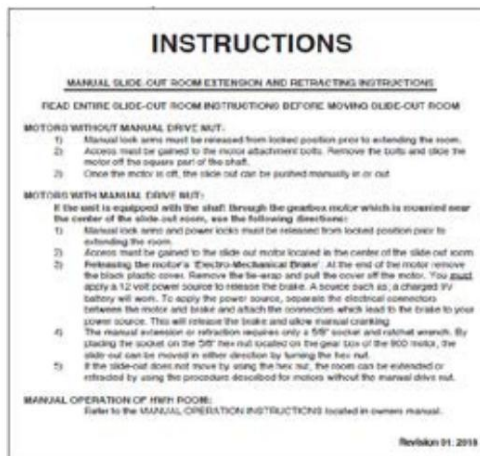 INSTRUCTIONS
MANUAL SLIDE-OUT ROOM EXTENSION AND RETRACTING INSTRUCTIONS
READ ENTIRE SLIDE-OUT ROOM INSTRUCTIONS BEFORE MOVING SLIDE-OUT ROOM
MOTORS WITHOUT MANUAL DRIVE NUT:
1) Manual lock arms must be released from locked position prior to extending the room.
2) Access must be gained to the motor attachment bolts. Remove the bolts and slide the
motor off the square part of the shaft.
3) Once the motor is off, the slide out can be pushed manually in or out
MOTORS WITH MANUAL DRIVE NUT:
If the unit is equipped with the shaft through the gearbox motor which is mounted near
the center of the slide-out room, use the following directions:
1) Manual lock arms and power locks must be released from locked position prior to
extending the room.
2) Access must be gained to the slide out motor located in the center of the slide out room
3) Releasing the motor's 'Electro-Mechanical Brake'. At the end of the motor remove
the black plastic cover. Remove the tie-wrap and pull the cover off the motor. You must
apply a 12 volt power source to release the brake. A source such as; a charged 9V
battery will work. To apply the power source, separate the electrical connectors
between the motor and brake and attach the connectors which lead to the brake to your
power source. This will release the brake and allow manual cranking
4) The manual extension or retraction requires only a 5/8" socket and ratchet wrench. By
placing the socket on the 5/8" hex nut located on the gear box of the 800 motor, the
slide-out can be moved in either direction by turning the hex nut.
5) If the slide-out does not move by using the hex nut, the room can be extended or
retracted by using the procedure described for motors without the manual drive nut.
MANUAL OPERATION OF HWH ROOM:
Refer to the MANUAL OPERATION INSTRUCTIONS located in owners manual.
Revision 01. 2018